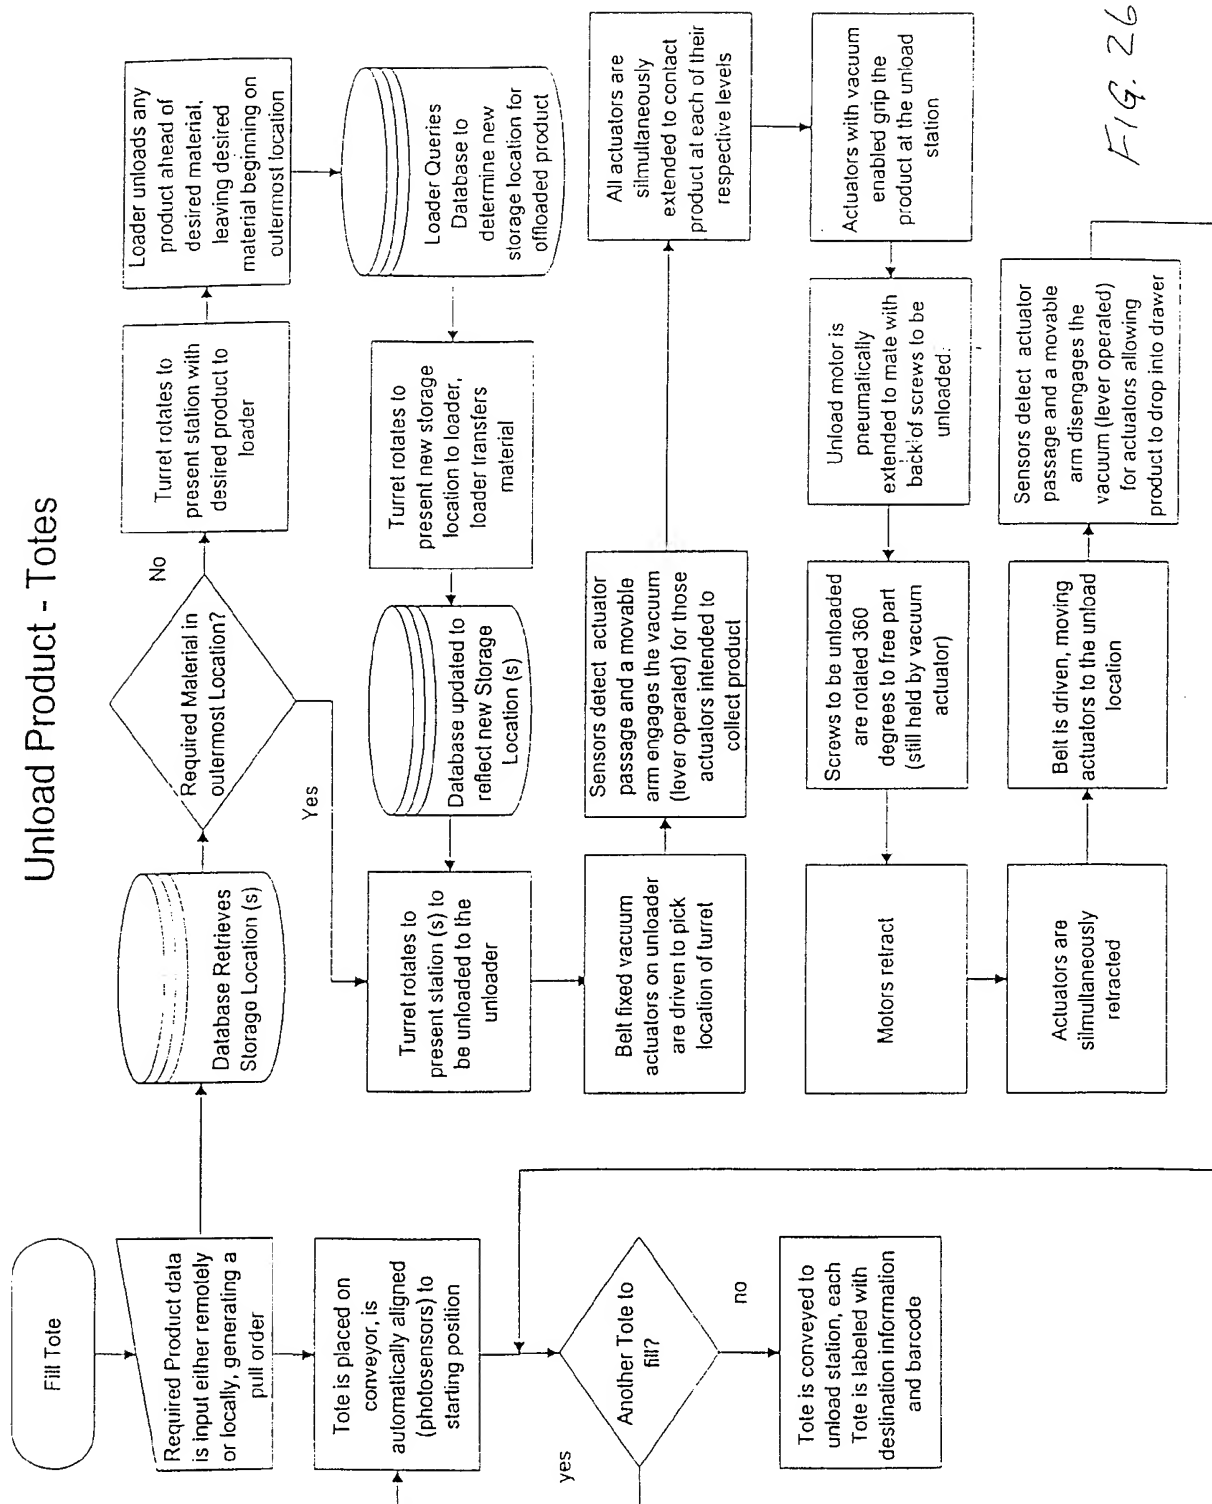 Unload Product - Totes
Fill Tote
Required Product data
is input either remotely
or locally, generating a
pull order
Database Retrieves
Storage Location (s)
Required Material in
outermost Location?
No
Yes
Turret rotates to
present station with
desired product to
loader
Loader unloads any
product ahead of
desired material,
leaving desired
material beginning on
outermost location
Loader Queries
Database to
determine new
storage location for
offloaded product
Turret rotates to
present new storage
location to loader,
loader transfers
material
Database updated to
reflect new Storage
Location (s)
Turret rotates to
present station (s) to
be unloaded to the
unloader
Belt fixed vacuum
actuators on unloader
are driven to pick
location of turret
Sensors detect actuator
passage and a movable
arm engages the vacuum
(lever operated) for those
actuators intended to
collect product
All actuators are
silmultaneously
extended to contact
product at each of their
respective levels
Actuators with vacuum
enabled grip the
product at the unload
station
Unload motor is
pneumatically
extended to mate with
back of screws to be
unloaded.
Screws to be unloaded
are rotated 360
degrees to free part
(still held by vacuum
actuator)
Motors retract
Actuators are
silmultaneously
retracted
Belt is driven, moving
actuators to the unload
location
Sensors detect actuator
passage and a movable
arm disengages the
vacuum (lever operated)
for actuators allowing
product to drop into drawer
Tote is placed on
conveyor, is
automatically aligned
(photosensors) to
starting position
Another Tote to
fill?
yes
no
Tote is conveyed to
unload station, each
Tote is labeled with
destination information
and barcode
FIG. 26